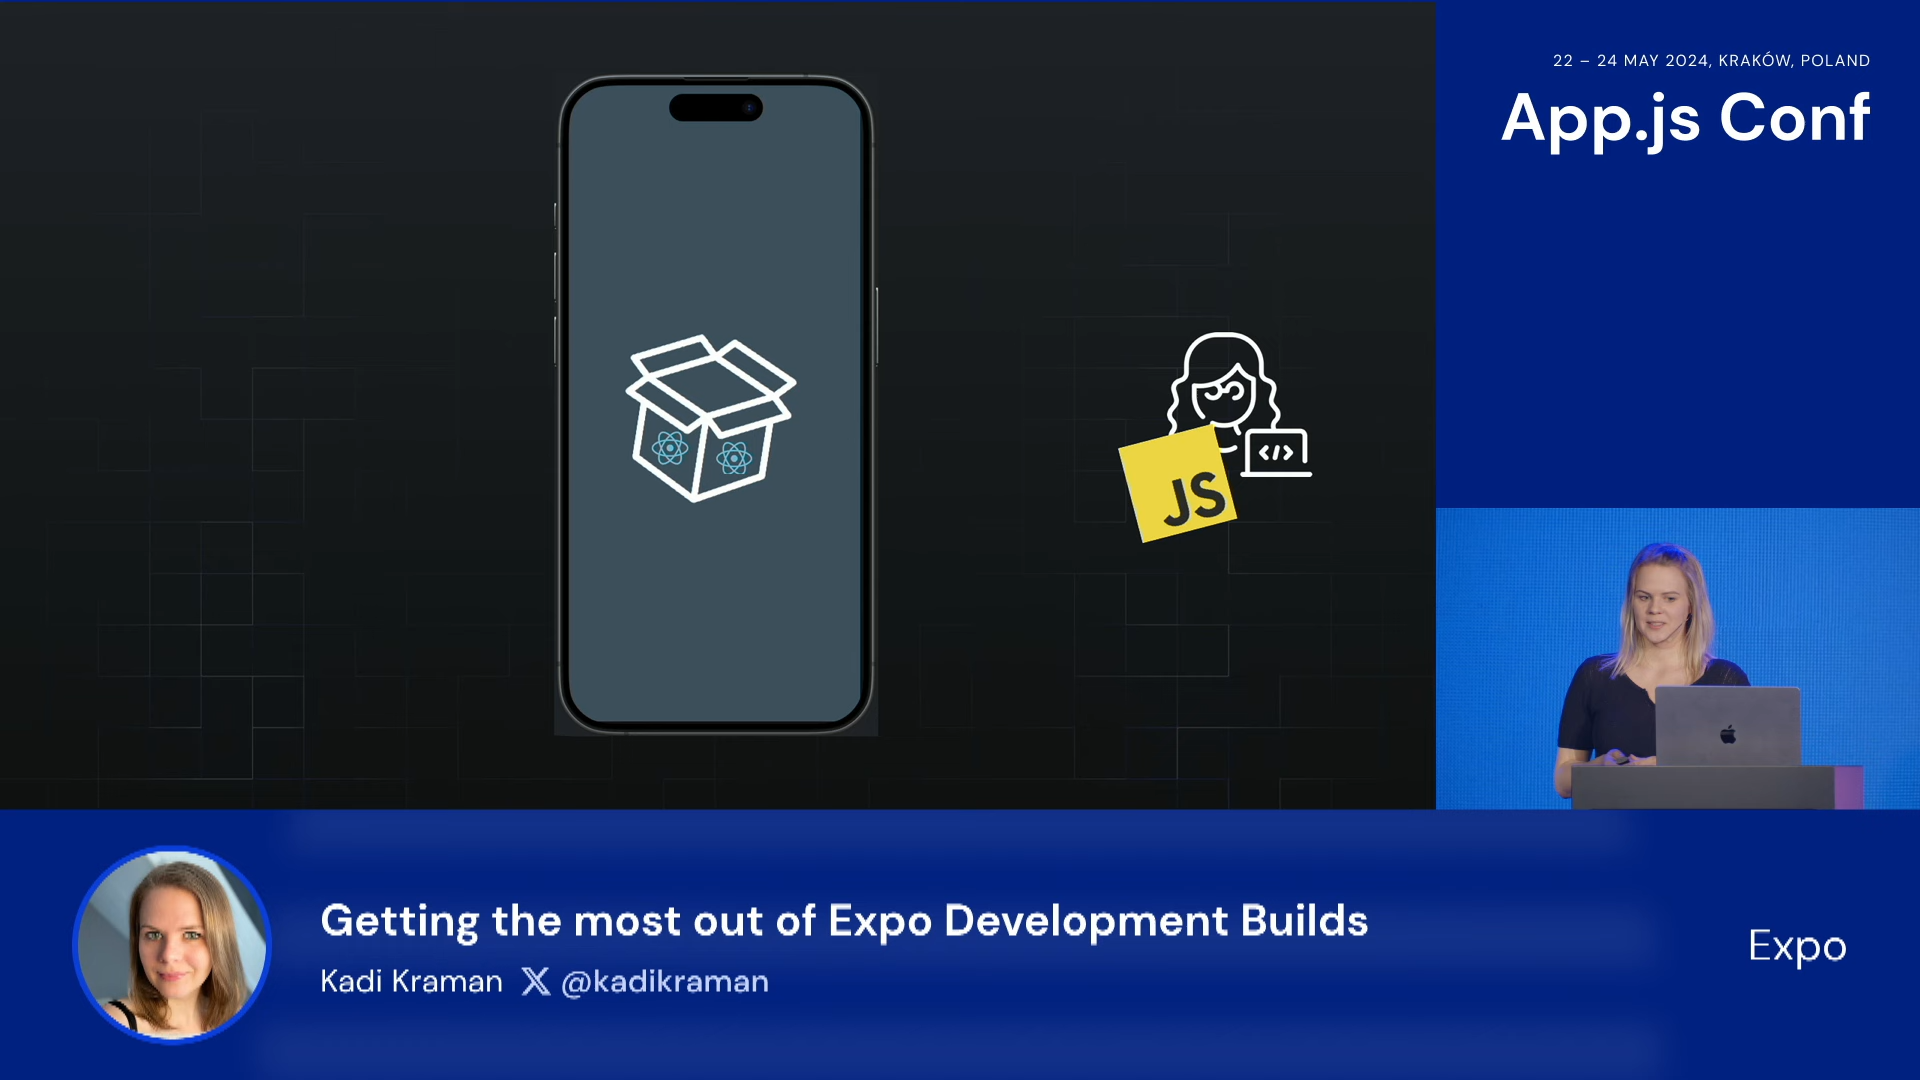 22 – 24 MAY 2024, KRAKÓW, POLAND
App.js Conf
</>
JS
Getting the most out of Expo Development Builds
Kadi Kraman X @kadikraman
Expo